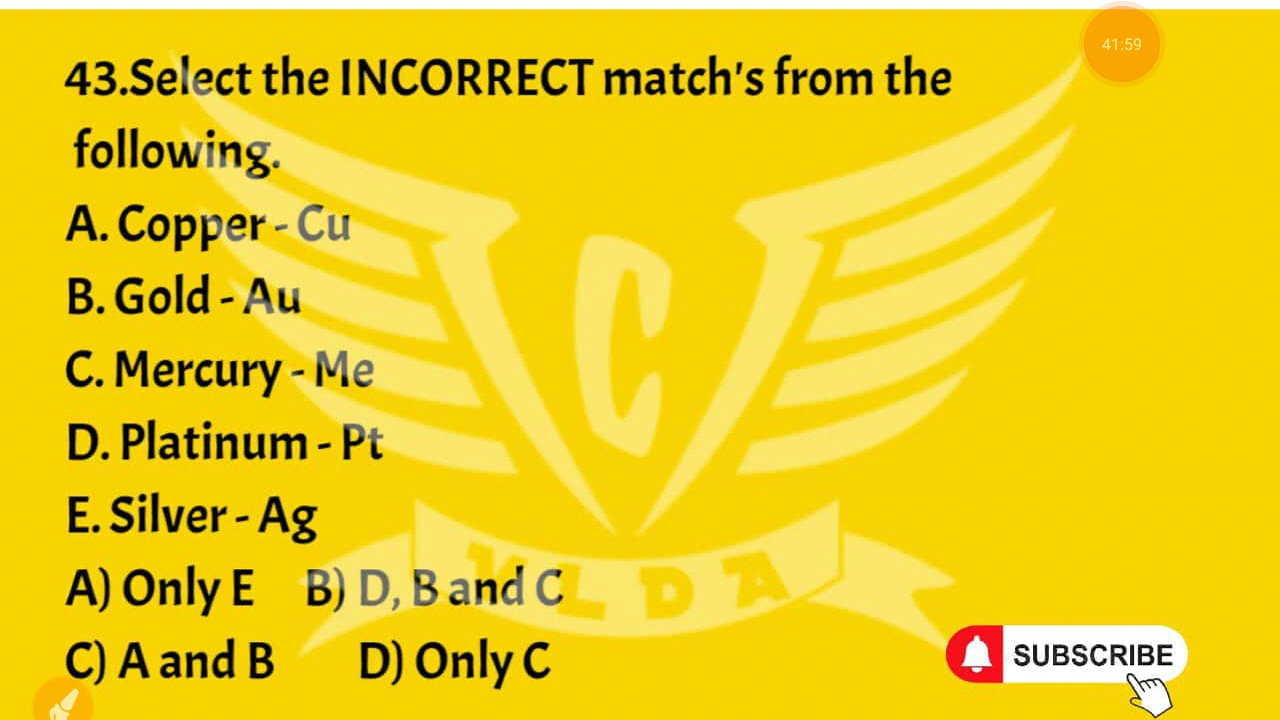 41:59
43.Select the INCORRECT match's from the
following.
A. Copper - Cu
B. Gold - Au
C. Mercury - Me
D. Platinum - Pt
E. Silver - Ag
A) Only E B) D, B and C
C) A and B D) Only C
C
VLDA
SUBSCRIBE